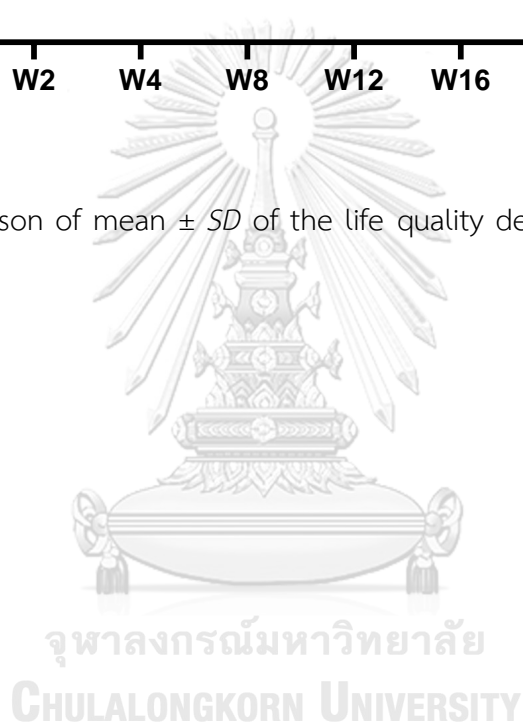 W2 W4 W8 W12 W16
son of mean ± SD of the life quality de
จุฬาลงกรณ์มหาวิทยาลัย
CHULALONGKORN UNIVERSITY